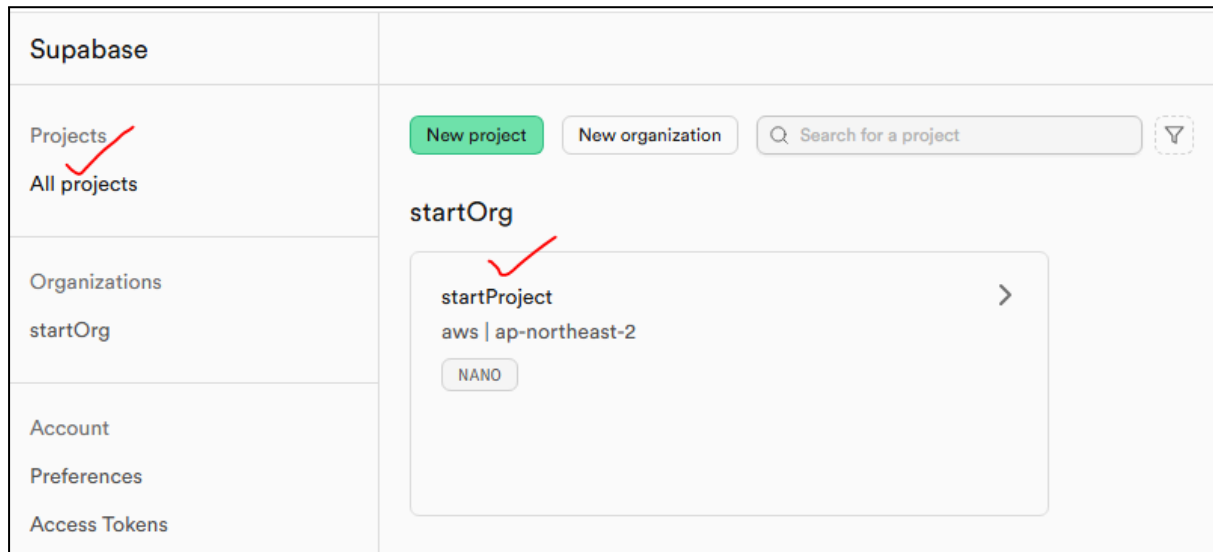 Supabase
Projects
All projects
Organizations
startOrg
Account
Preferences
Access Tokens
New project
New organization
Search for a project
startOrg
startProject
aws | ap-northeast-2
NANO